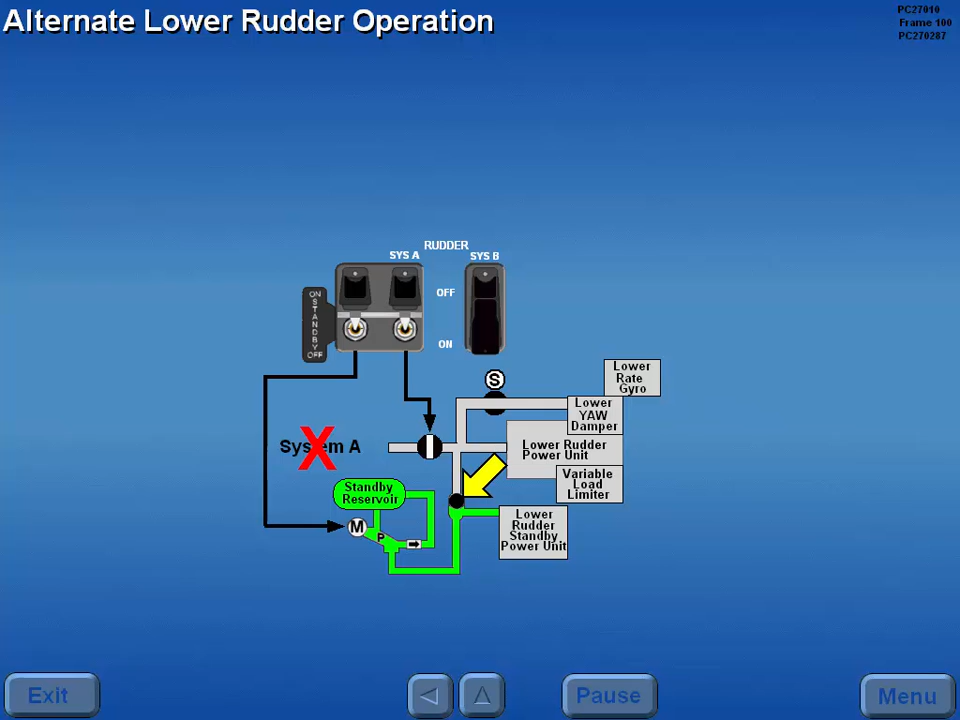 Alternate Lower Rudder Operation
PC27010
Frame 100
PC270287
RUDDER
SYS A
SYS B
OFF
ON
ON
STANDBY
OFF
S
Lower
Rate
Gyro
Lower
YAW
Damper
System A
Lower Rudder
Power Unit
Variable
Load
Limiter
Standby
Reservoir
M
P
Lower
Rudder
Standby
Power Unit
Exit
Pause
Menu